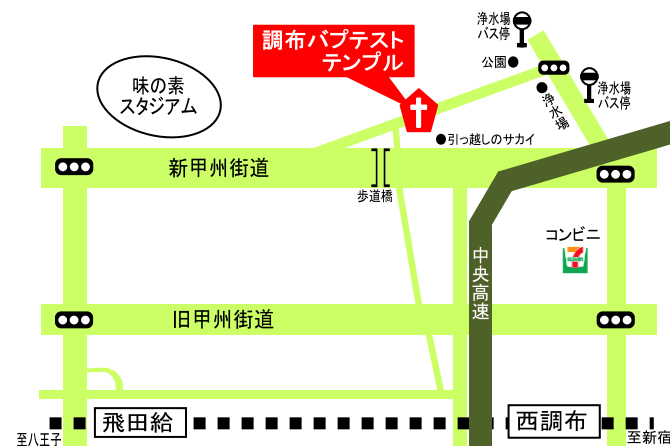 浄水場
バス停
調布バプテスト
テンプル
公園
味の素
スタジアム
浄水場
バス停
浄水場
引っ越しのサカイ
新甲州街道
歩道橋
コンビニ
7
ELEVEN
中央高速
旧甲州街道
飛田給
西調布
至八王子
至新宿